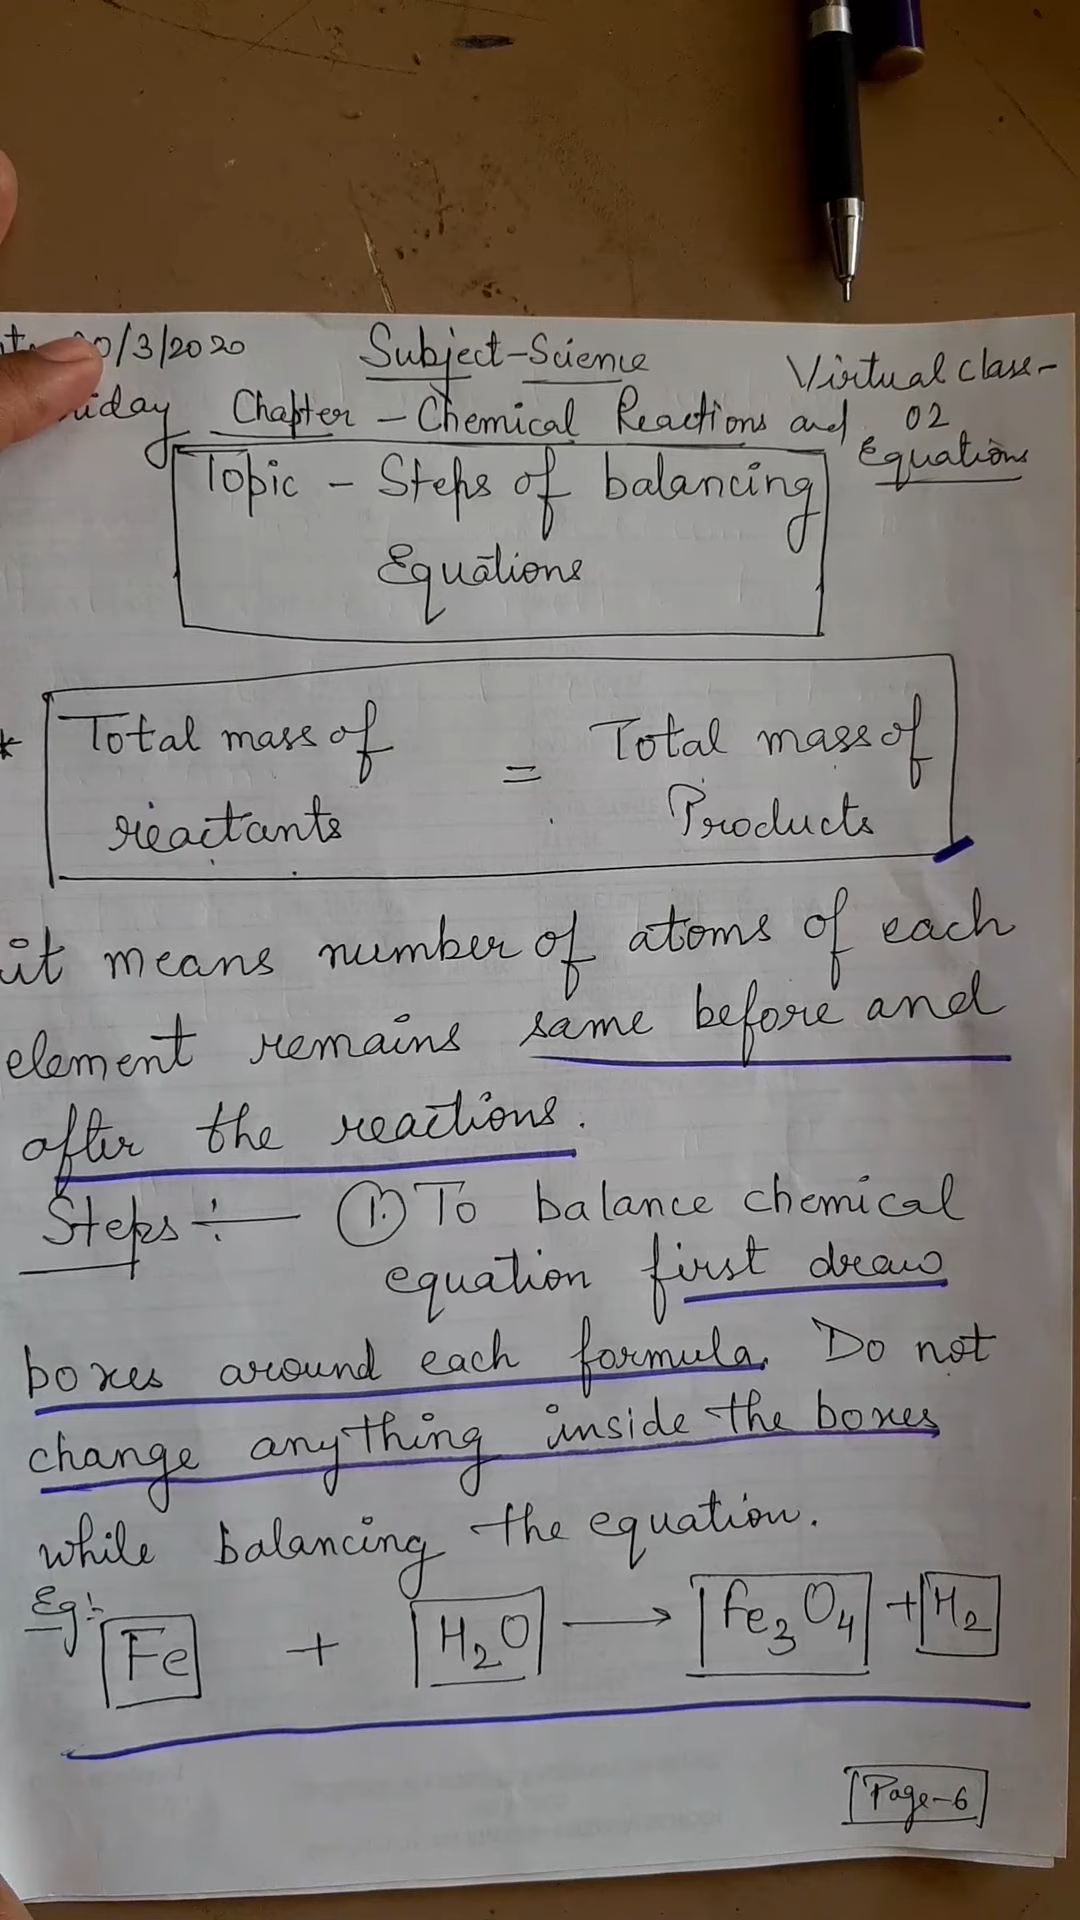 0/3/2020 Subject-Science Virtual class-
Chapter - Chemical Reactions and 02
Equations
Topic - Steps of balancing
Equations
* Total mass of = Total mass of
reactants Products
it means number of atoms of each
element remains same before and
after the reactions.
Steps :- 1. To balance chemical
equation first draw
boxes around each formula. Do not
change anything inside the boxes
while balancing the equation.
Eg:- Fe + H₂O → Fe₃O₄ + H₂
Page-6